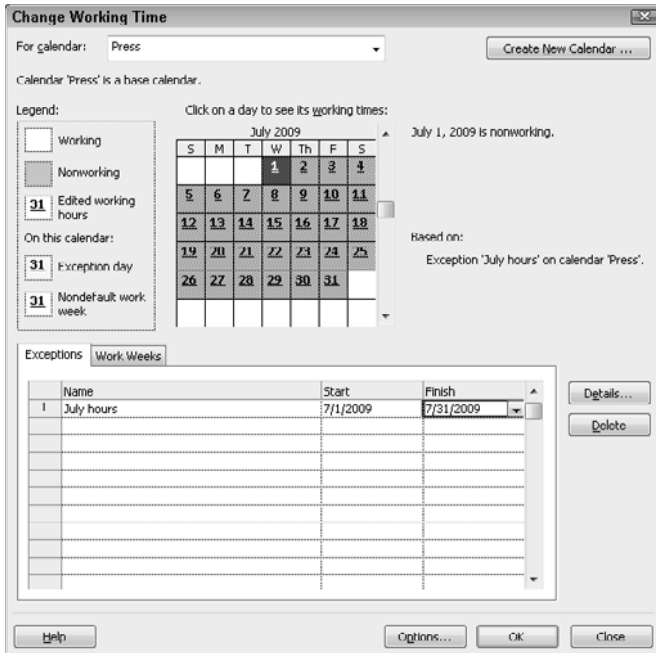 Change Working Time
For calendar: Press Create New Calendar ...
Calendar 'Press' is a base calendar.
Legend: Click on a day to see its working times:
Working
Nonworking
31 Edited working hours
On this calendar:
31 Exception day
31 Nondefault work week
July 2009
S M T W Th F S
1 2 3 4
5 6 7 8 9 10 11
12 13 14 15 16 17 18
19 20 21 22 23 24 25
26 27 28 29 30 31
July 1, 2009 is nonworking.
Based on:
Exception 'July hours' on calendar 'Press'.
Exceptions Work Weeks
Name Start Finish
1 July hours 7/1/2009 7/31/2009
Details...
Delete
Help Options... OK Close